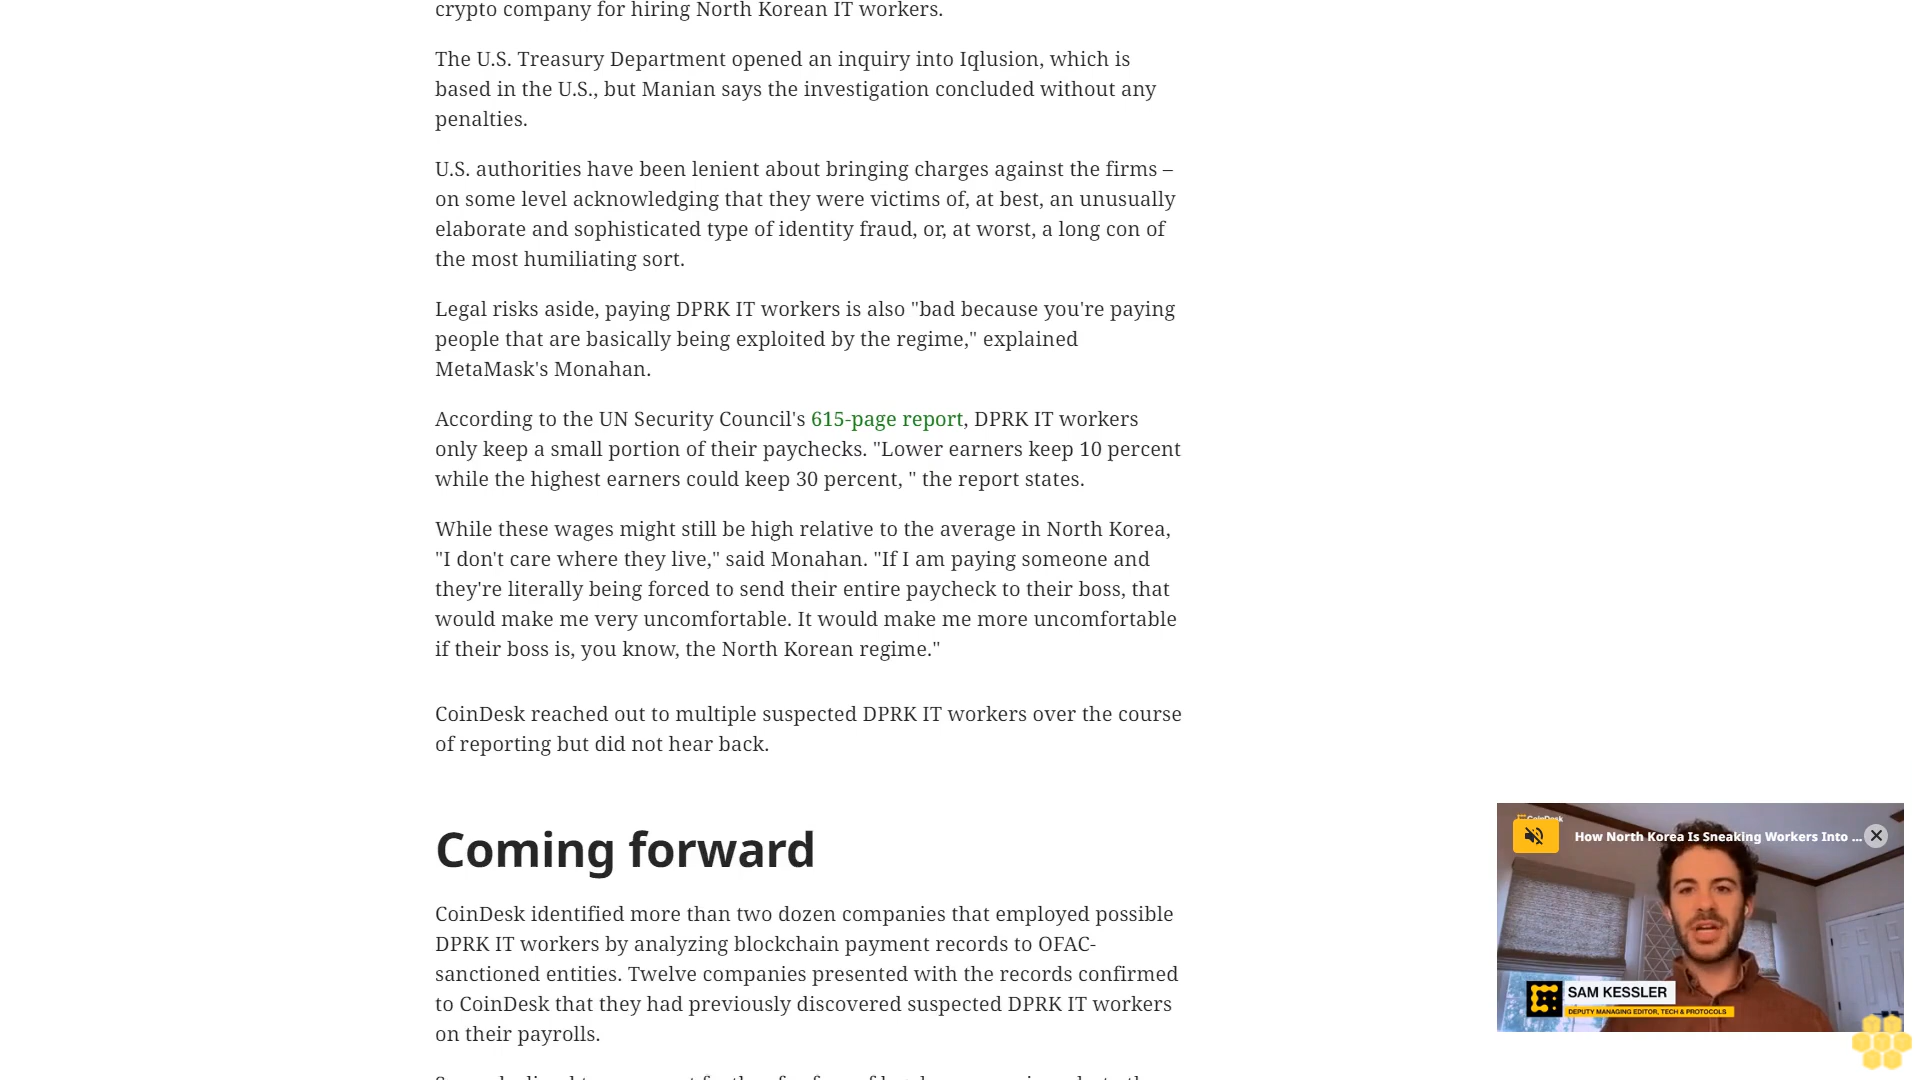 crypto company for hiring North Korean IT workers.
The U.S. Treasury Department opened an inquiry into Iqlusion, which is
based in the U.S., but Manian says the investigation concluded without any
penalties.
U.S. authorities have been lenient about bringing charges against the firms –
on some level acknowledging that they were victims of, at best, an unusually
elaborate and sophisticated type of identity fraud, or, at worst, a long con of
the most humiliating sort.
Legal risks aside, paying DPRK IT workers is also "bad because you're paying
people that are basically being exploited by the regime," explained
MetaMask's Monahan.
According to the UN Security Council's 615-page report, DPRK IT workers
only keep a small portion of their paychecks. "Lower earners keep 10 percent
while the highest earners could keep 30 percent, " the report states.
While these wages might still be high relative to the average in North Korea,
"I don't care where they live," said Monahan. "If I am paying someone and
they're literally being forced to send their entire paycheck to their boss, that
would make me very uncomfortable. It would make me more uncomfortable
if their boss is, you know, the North Korean regime."
CoinDesk reached out to multiple suspected DPRK IT workers over the course
of reporting but did not hear back.
Coming forward
CoinDesk identified more than two dozen companies that employed possible
DPRK IT workers by analyzing blockchain payment records to OFAC-
sanctioned entities. Twelve companies presented with the records confirmed
to CoinDesk that they had previously discovered suspected DPRK IT workers
on their payrolls.
CoinDesk
How North Korea Is Sneaking Workers Into ...
SAM KESSLER
DEPUTY MANAGING EDITOR, TECH & PROTOCOLS